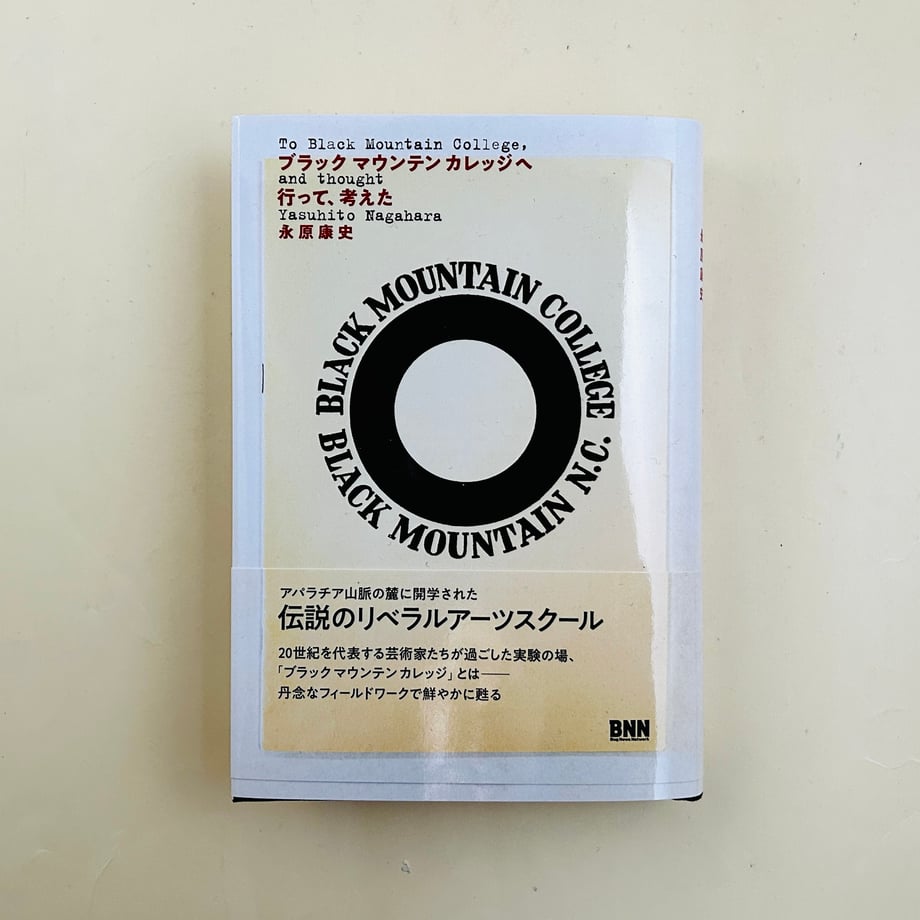 To Black Mountain College,
ブラック マウンテン カレッジへ
and thought
行って、考えた
Yasuhito Nagahara
永原康史
BLACK MOUNTAIN COLLEGE
BLACK MOUNTAIN N.C.
アパラチア山脈の麓に開学された
伝説のリベラルアーツスクール
20世紀を代表する芸術家たちが過ごした実験の場、
「ブラック マウンテン カレッジ」とは——
丹念なフィールドワークで鮮やかに甦る
BNN
Bug News Network